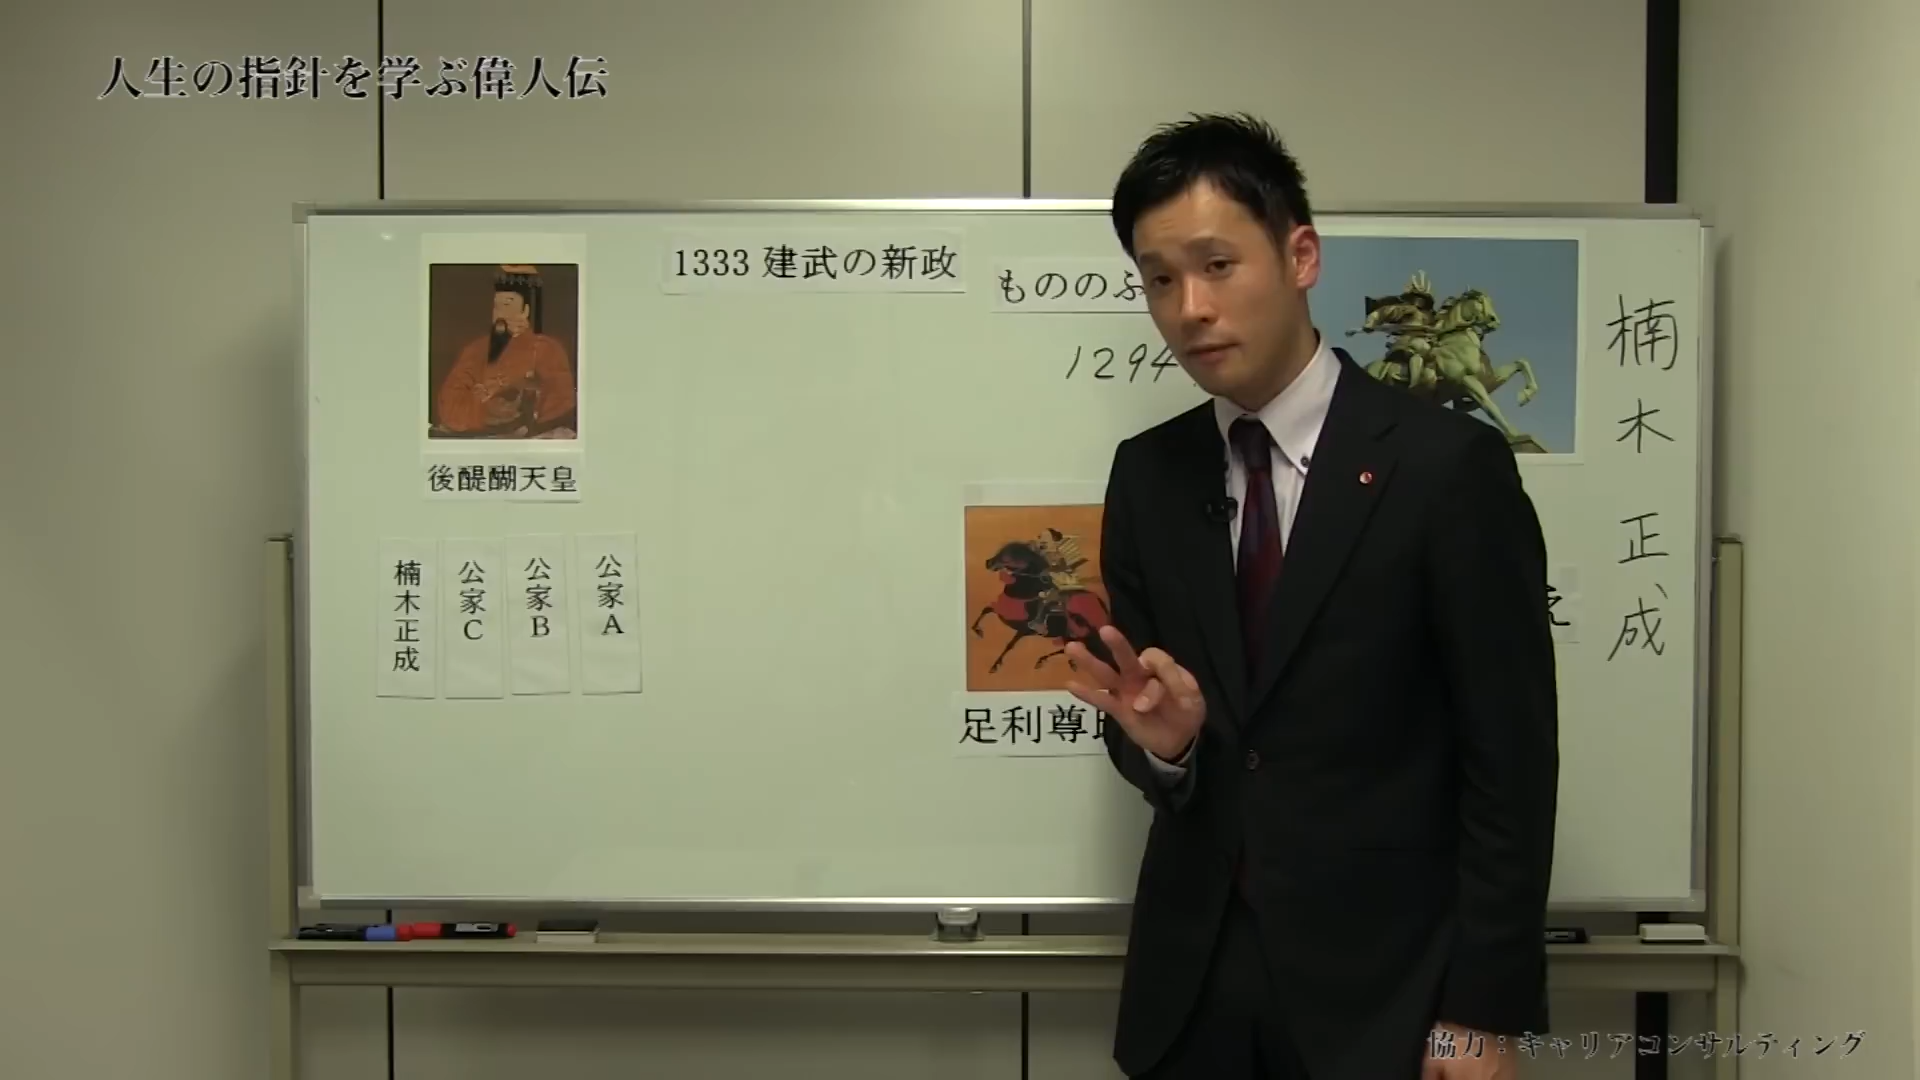 人生の指針を学ぶ偉人伝
1333 建武の新政
もののふ
1294
楠木正成
後醍醐天皇
公家A
公家B
公家C
楠木正成
足利尊
え
協力:キャリアコンサルティング